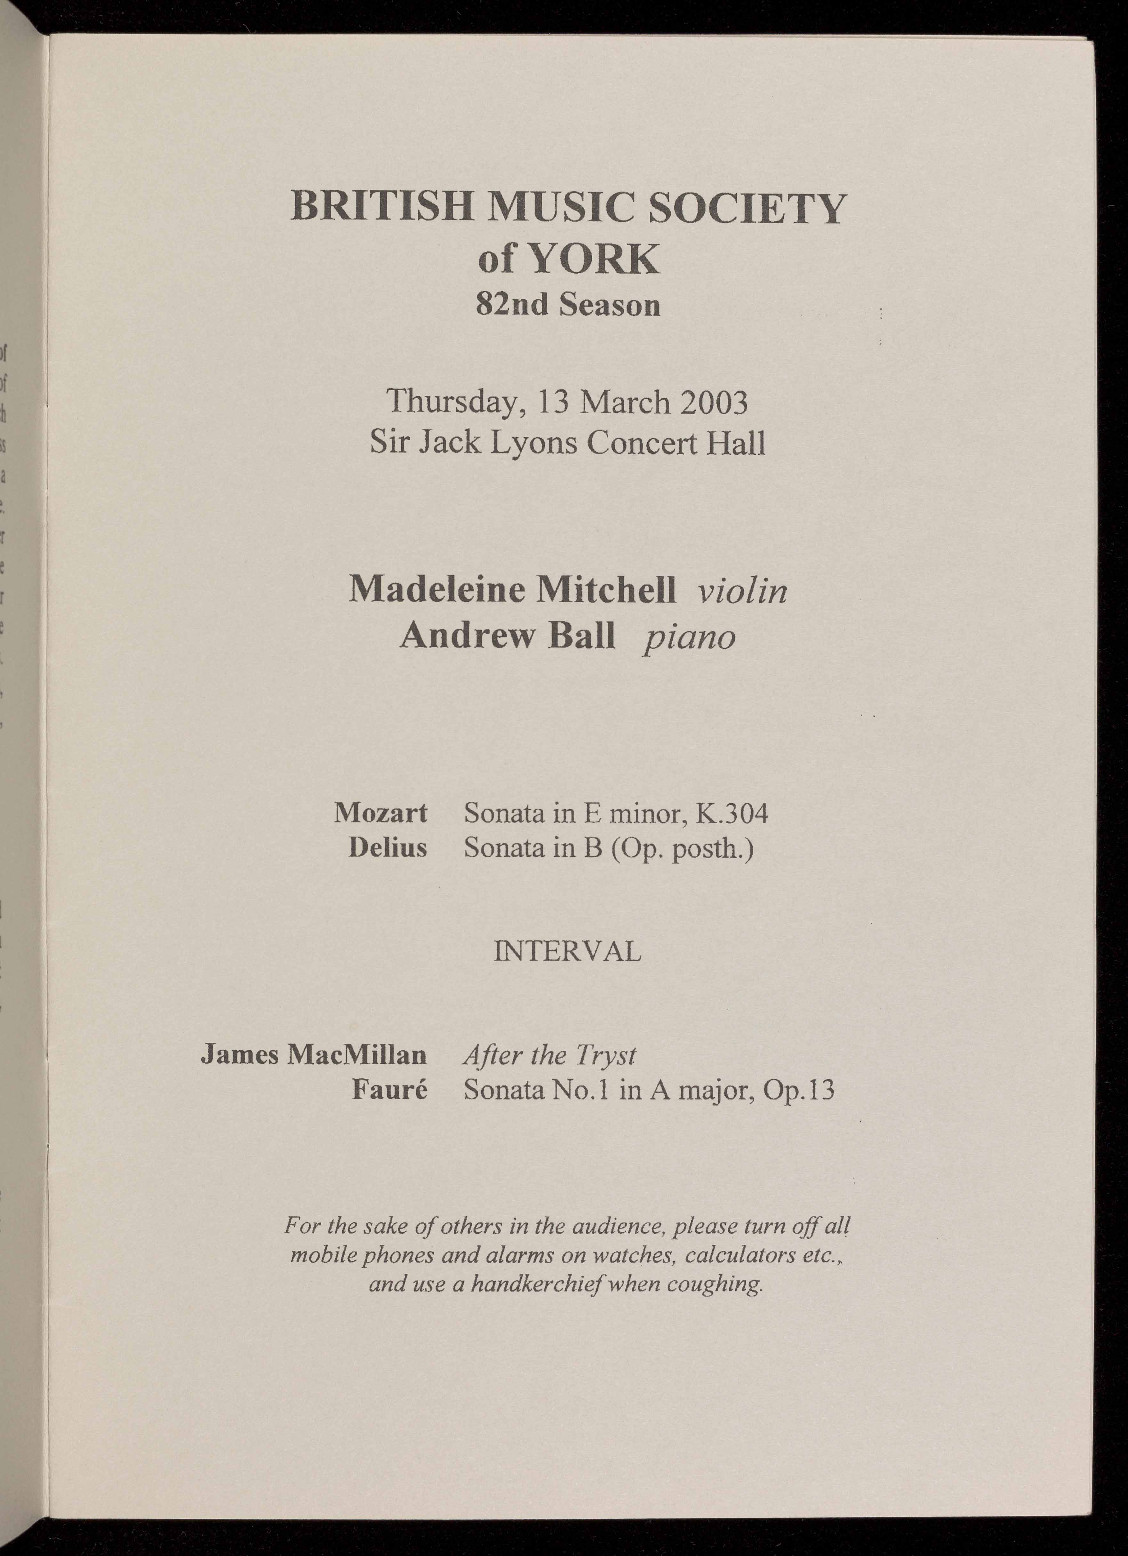 BRITISH MUSIC SOCIETY
of YORK
82nd Season
Thursday, 13 March 2003
Sir Jack Lyons Concert Hall
Madeleine Mitchell violin
Andrew Ball piano
Mozart Sonata in E minor, K.304
Delius Sonata in B (Op. posth.)
INTERVAL
James MacMillan After the Tryst
Fauré Sonata No.1 in A major, Op.13
For the sake of others in the audience, please turn off all
mobile phones and alarms on watches, calculators etc.,
and use a handkerchief when coughing.